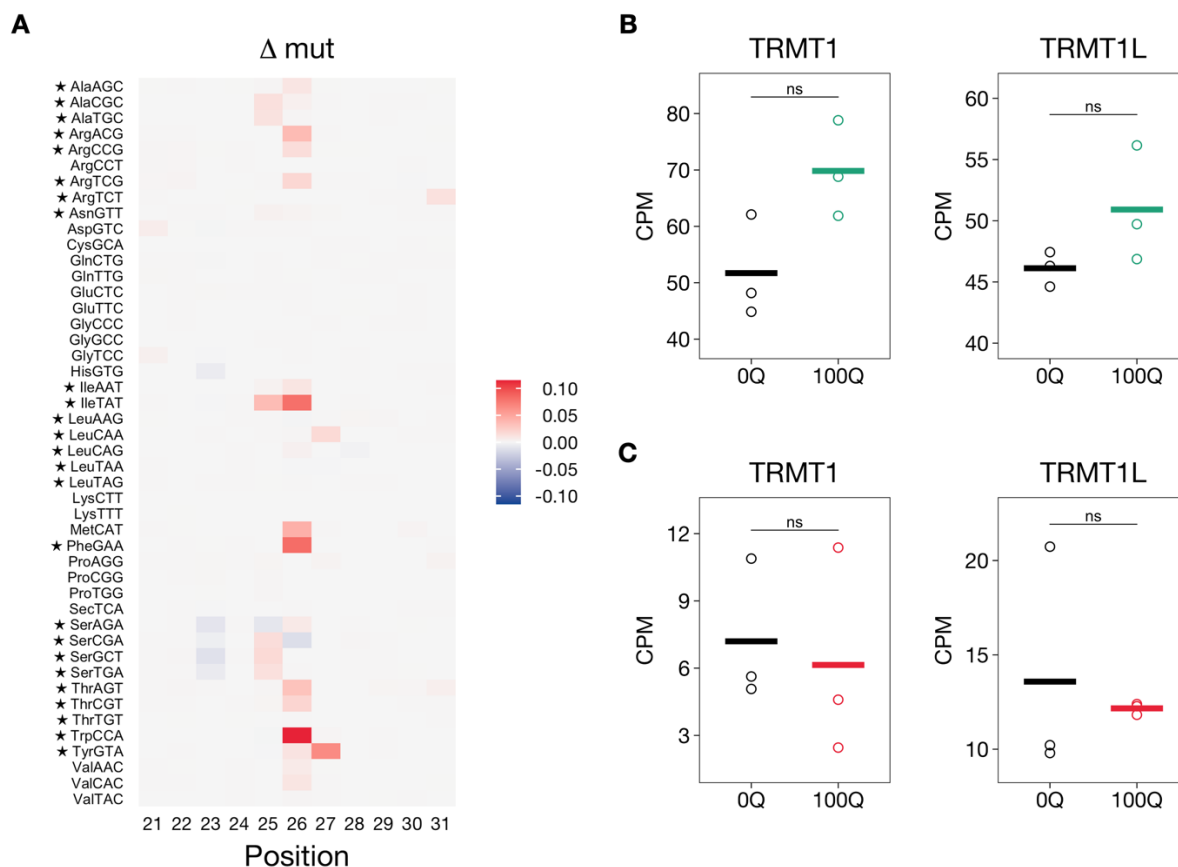 A
Δ mut
★ AlaAGC
★ AlaCGC
★ AlaTGC
★ ArgACG
★ ArgCCG
ArgCCT
★ ArgTCG
★ ArgTCT
★ AsnGTT
AspGTC
CysGCA
GlnCTG
GlnTTG
GluCTC
GluTTC
GlyCCC
GlyGCC
GlyTCC
HisGTG
★ IleAAT
★ IleTAT
★ LeuAAG
★ LeuCAA
★ LeuCAG
★ LeuTAA
★ LeuTAG
LysCTT
LysTTT
MetCAT
★ PheGAA
ProAGG
ProCGG
ProTGG
SecTCA
★ SerAGA
★ SerCGA
★ SerGCT
★ SerTGA
★ ThrAGT
★ ThrCGT
★ ThrTGT
★ TrpCCA
★ TyrGTA
ValAAC
ValCAC
ValTAC
21 22 23 24 25 26 27 28 29 30 31
Position
0.10
0.05
0.00
-0.05
-0.10
B
TRMT1
ns
CPM
80
70
60
50
40
0Q 100Q
TRMT1L
ns
CPM
60
55
50
45
40
0Q 100Q
C
TRMT1
ns
CPM
12
9
6
3
0Q 100Q
TRMT1L
ns
CPM
20
15
10
0Q 100Q